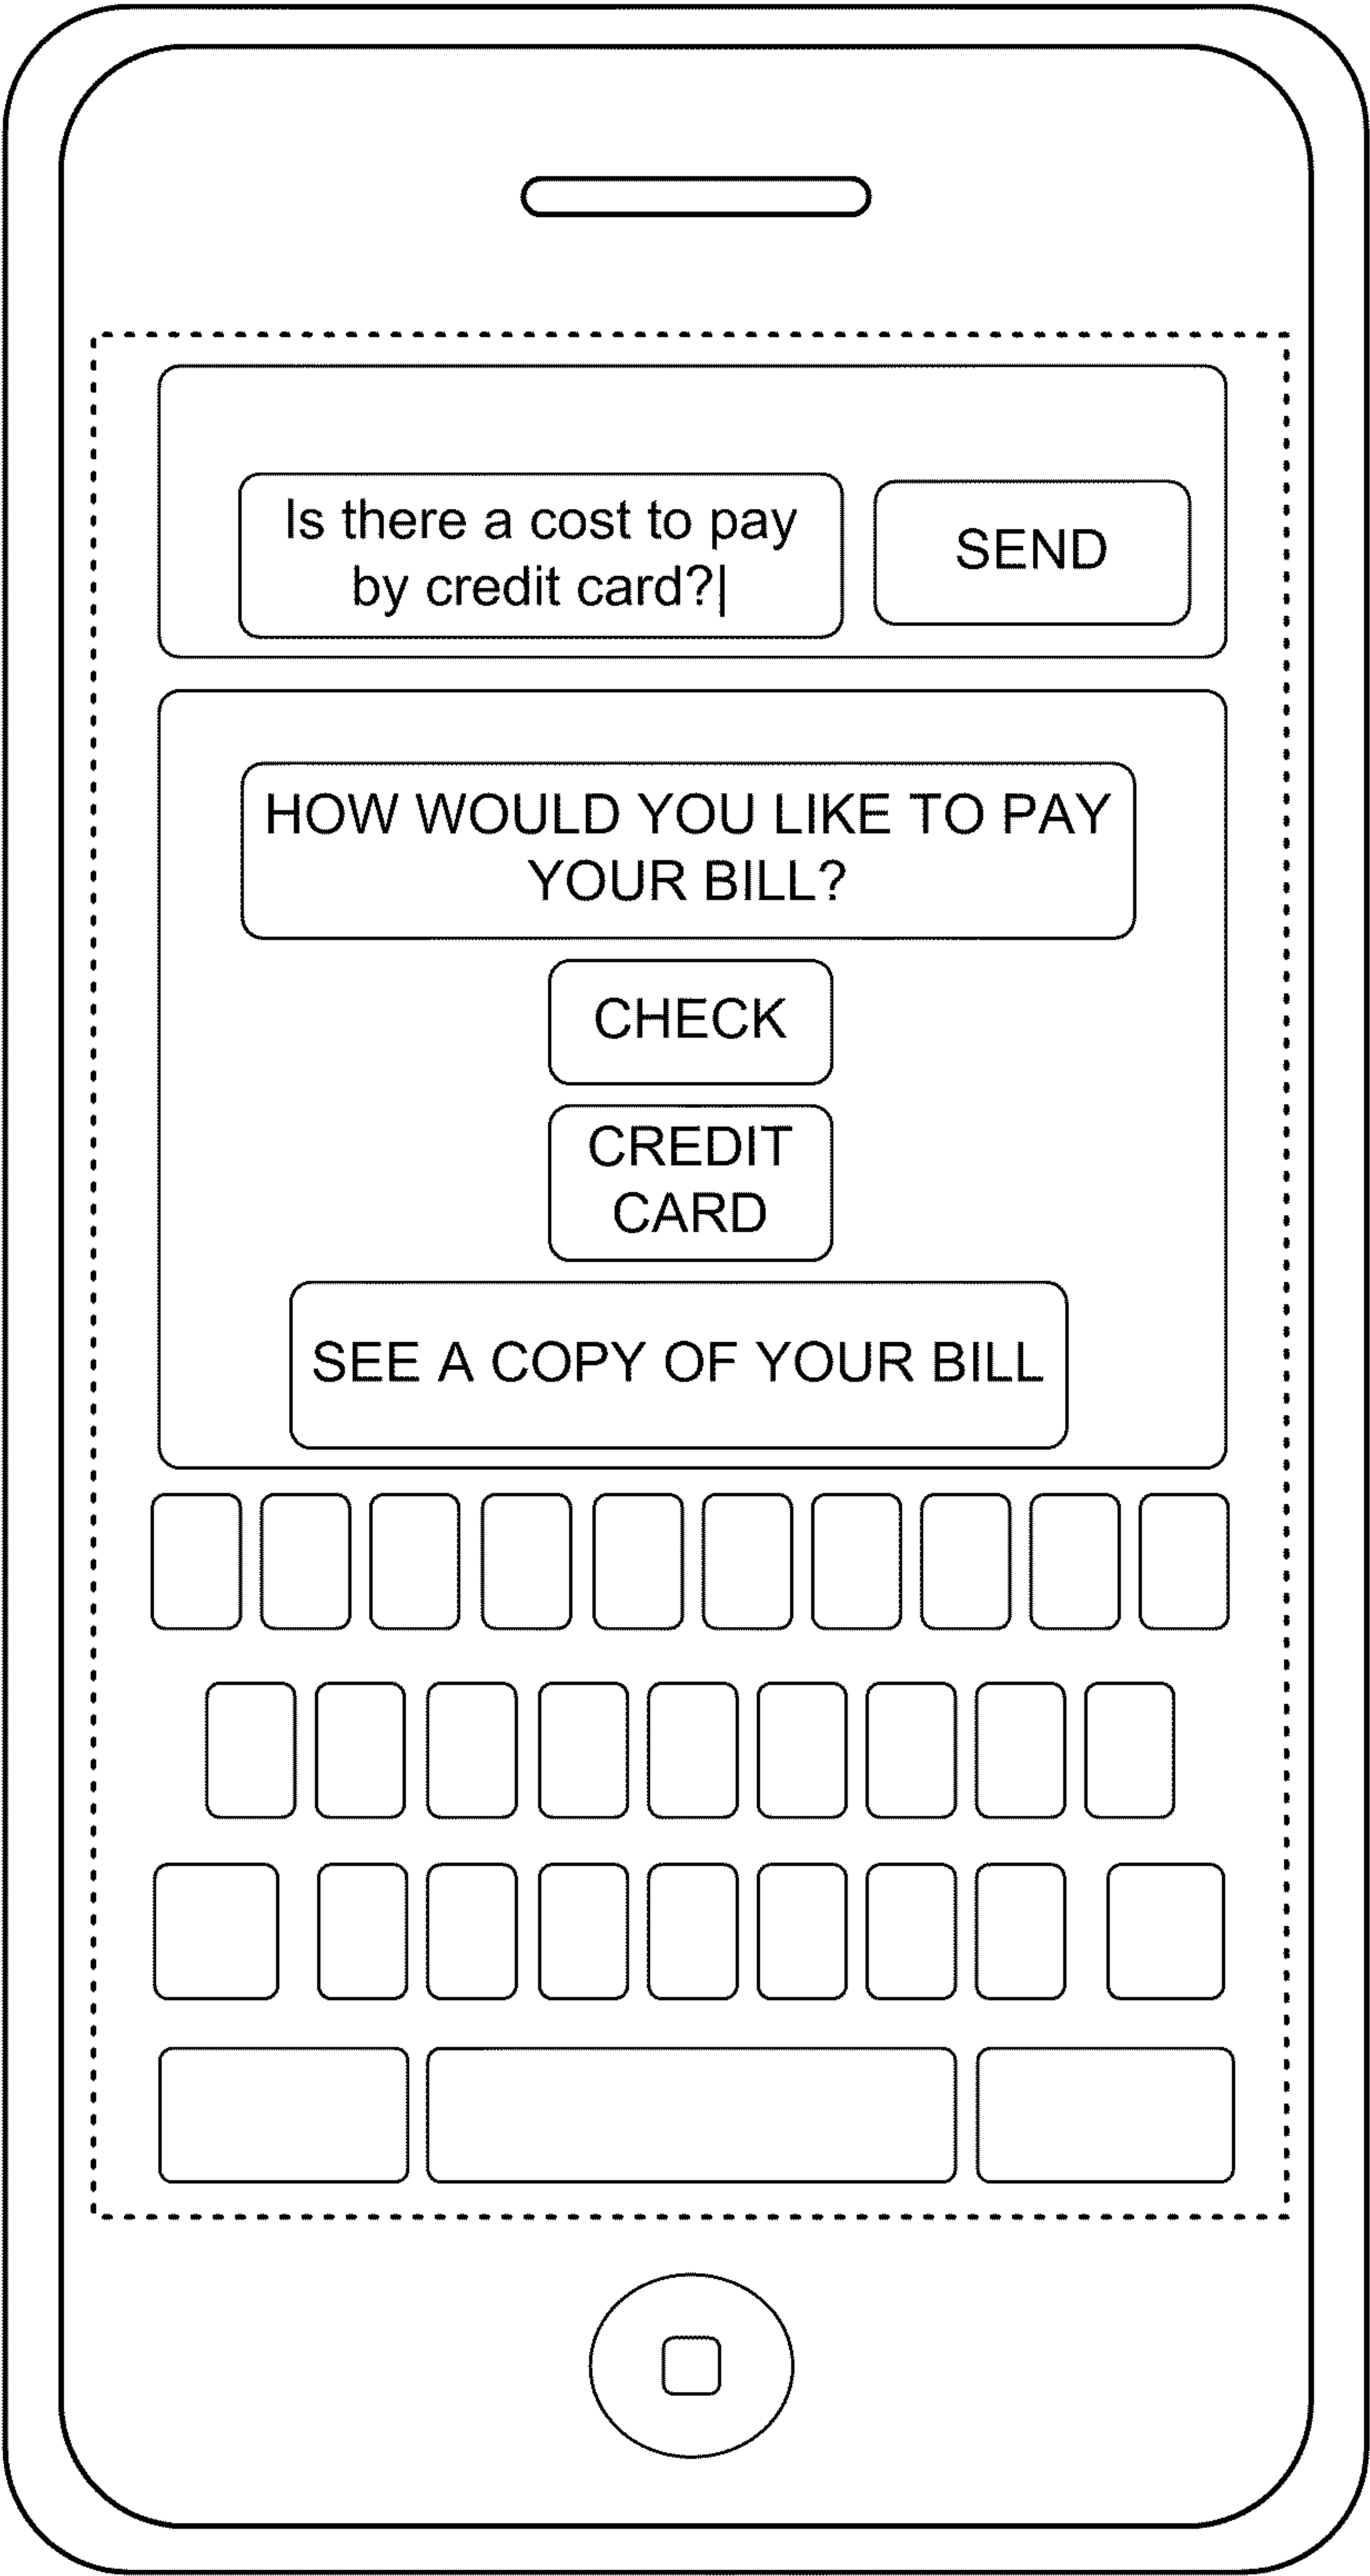 Is there a cost to pay
by credit card?|
SEND
HOW WOULD YOU LIKE TO PAY
YOUR BILL?
CHECK
CREDIT
CARD
SEE A COPY OF YOUR BILL